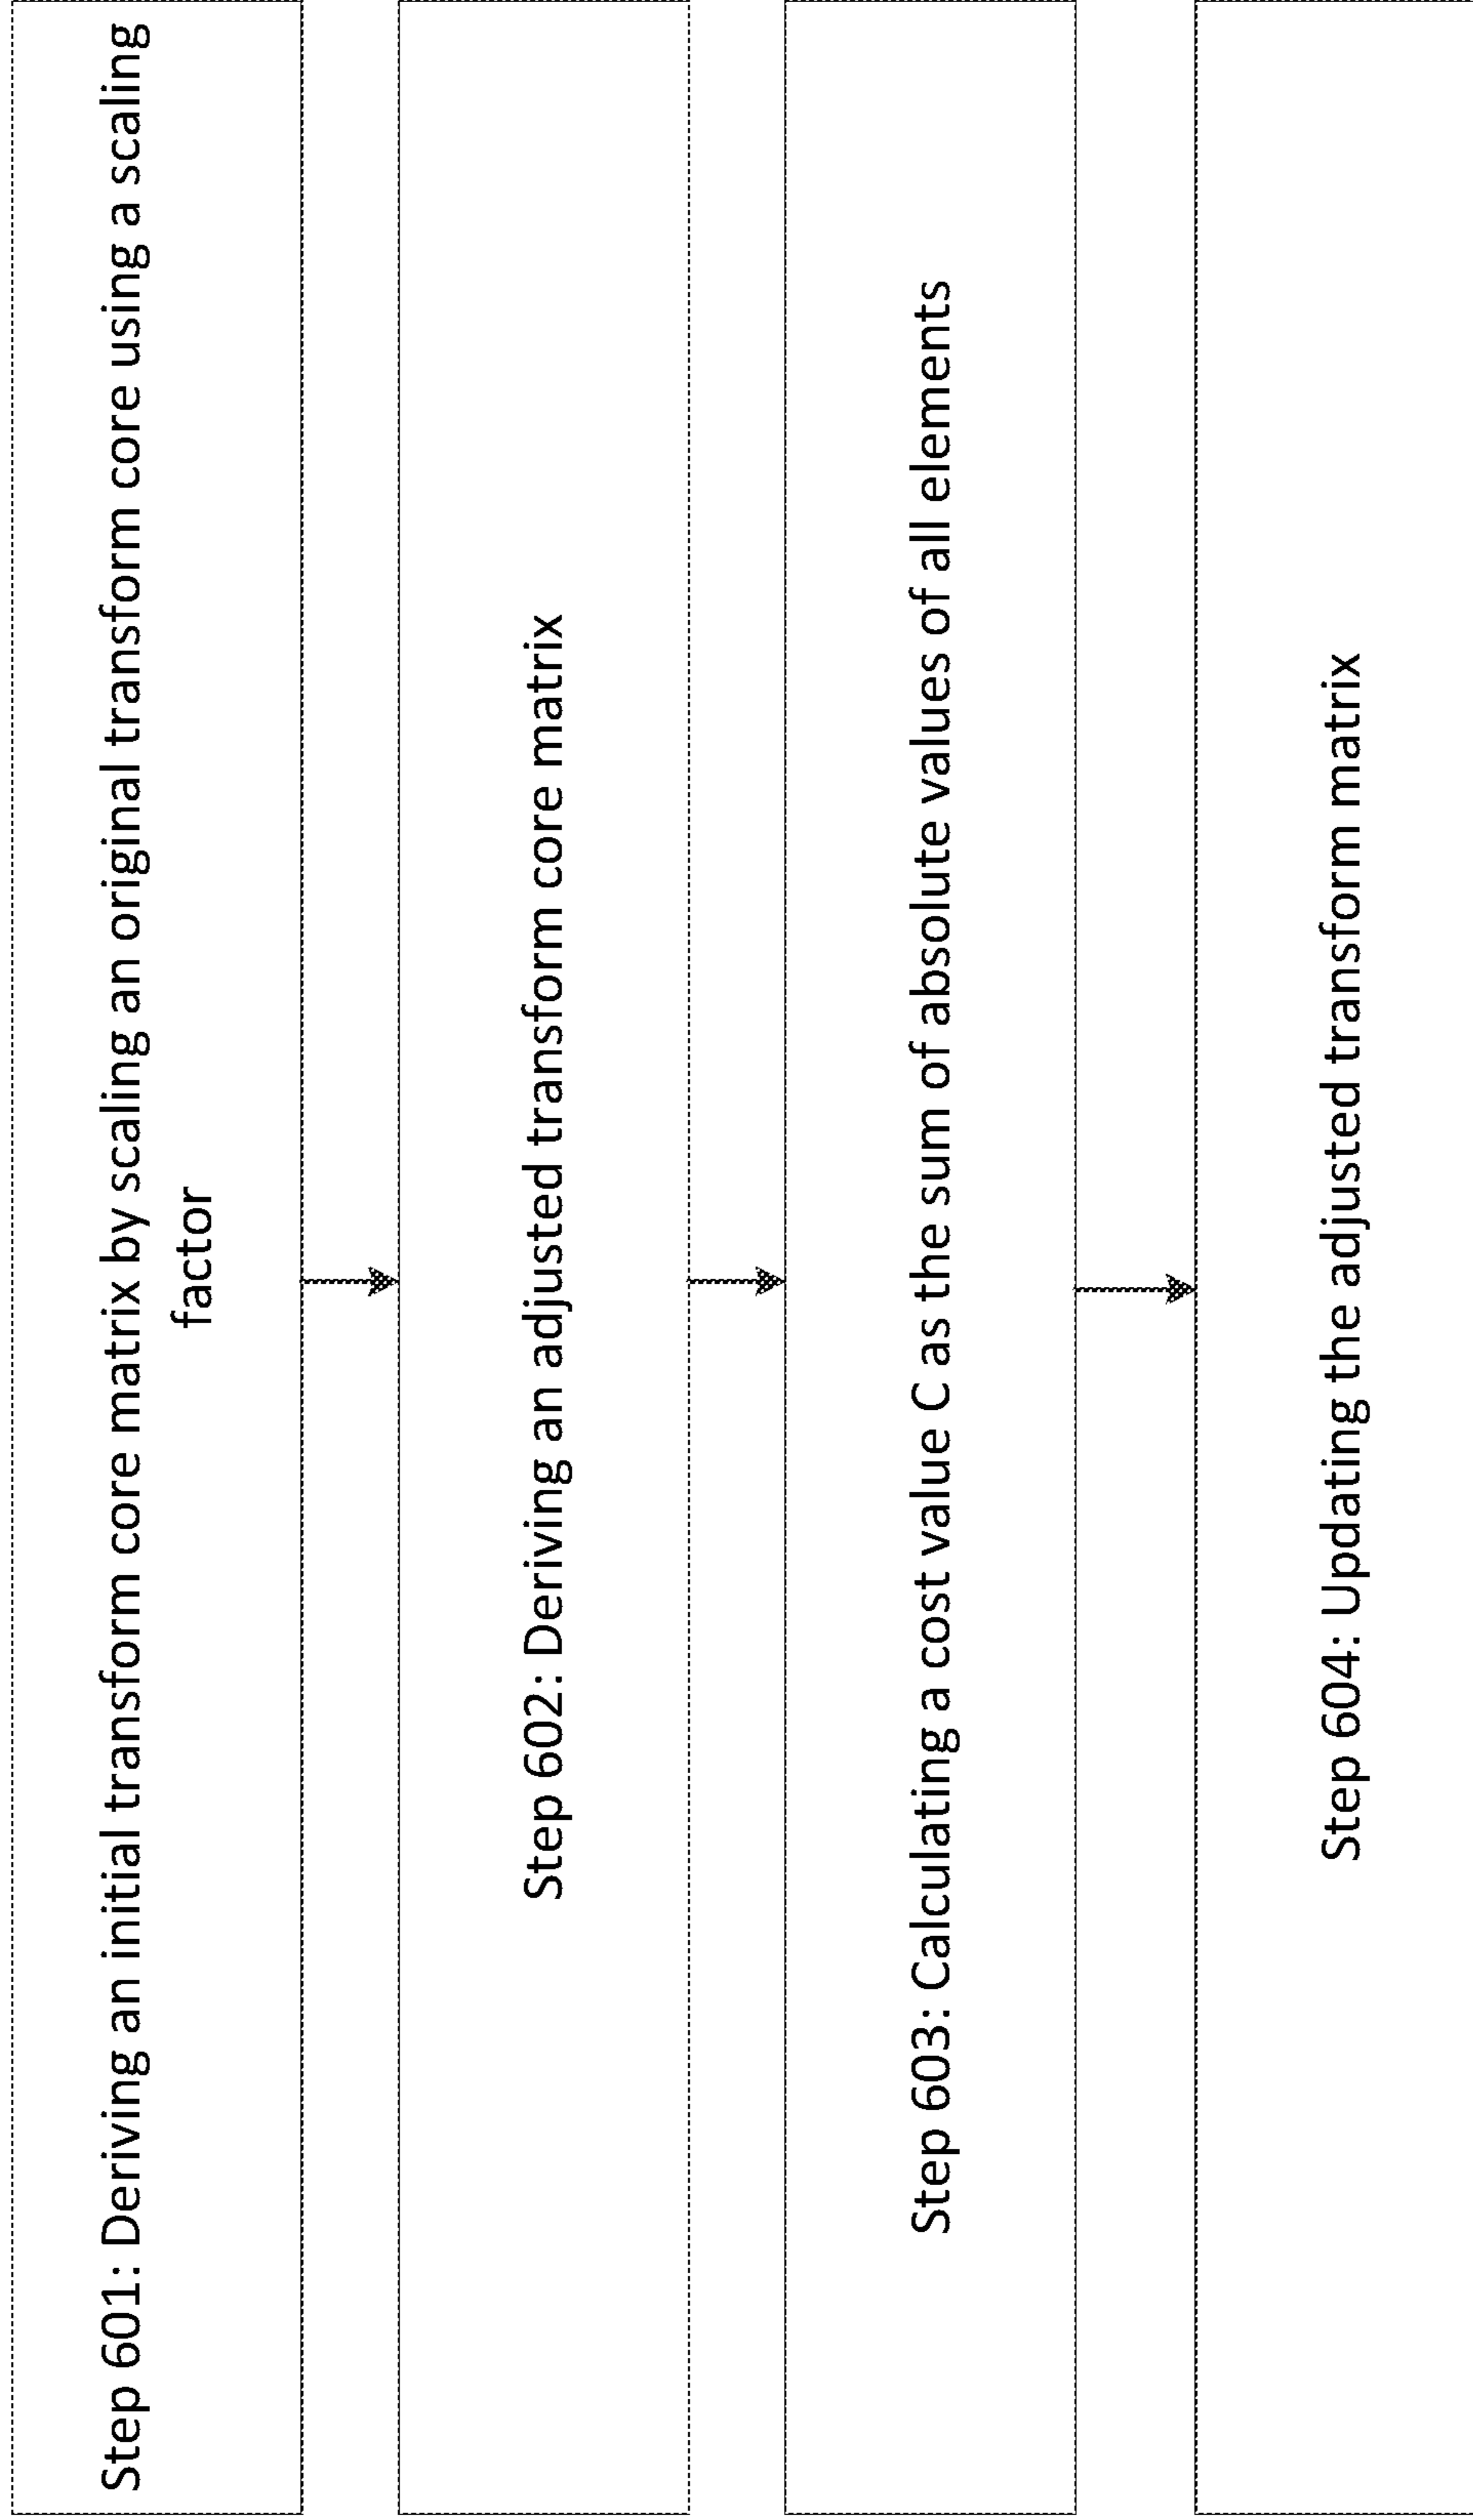 Step 601: Deriving an initial transform core matrix by scaling an original transform core using a scaling
factor
Step 602: Deriving an adjusted transform core matrix
Step 603: Calculating a cost value C as the sum of absolute values of all elements
Step 604: Updating the adjusted transform matrix